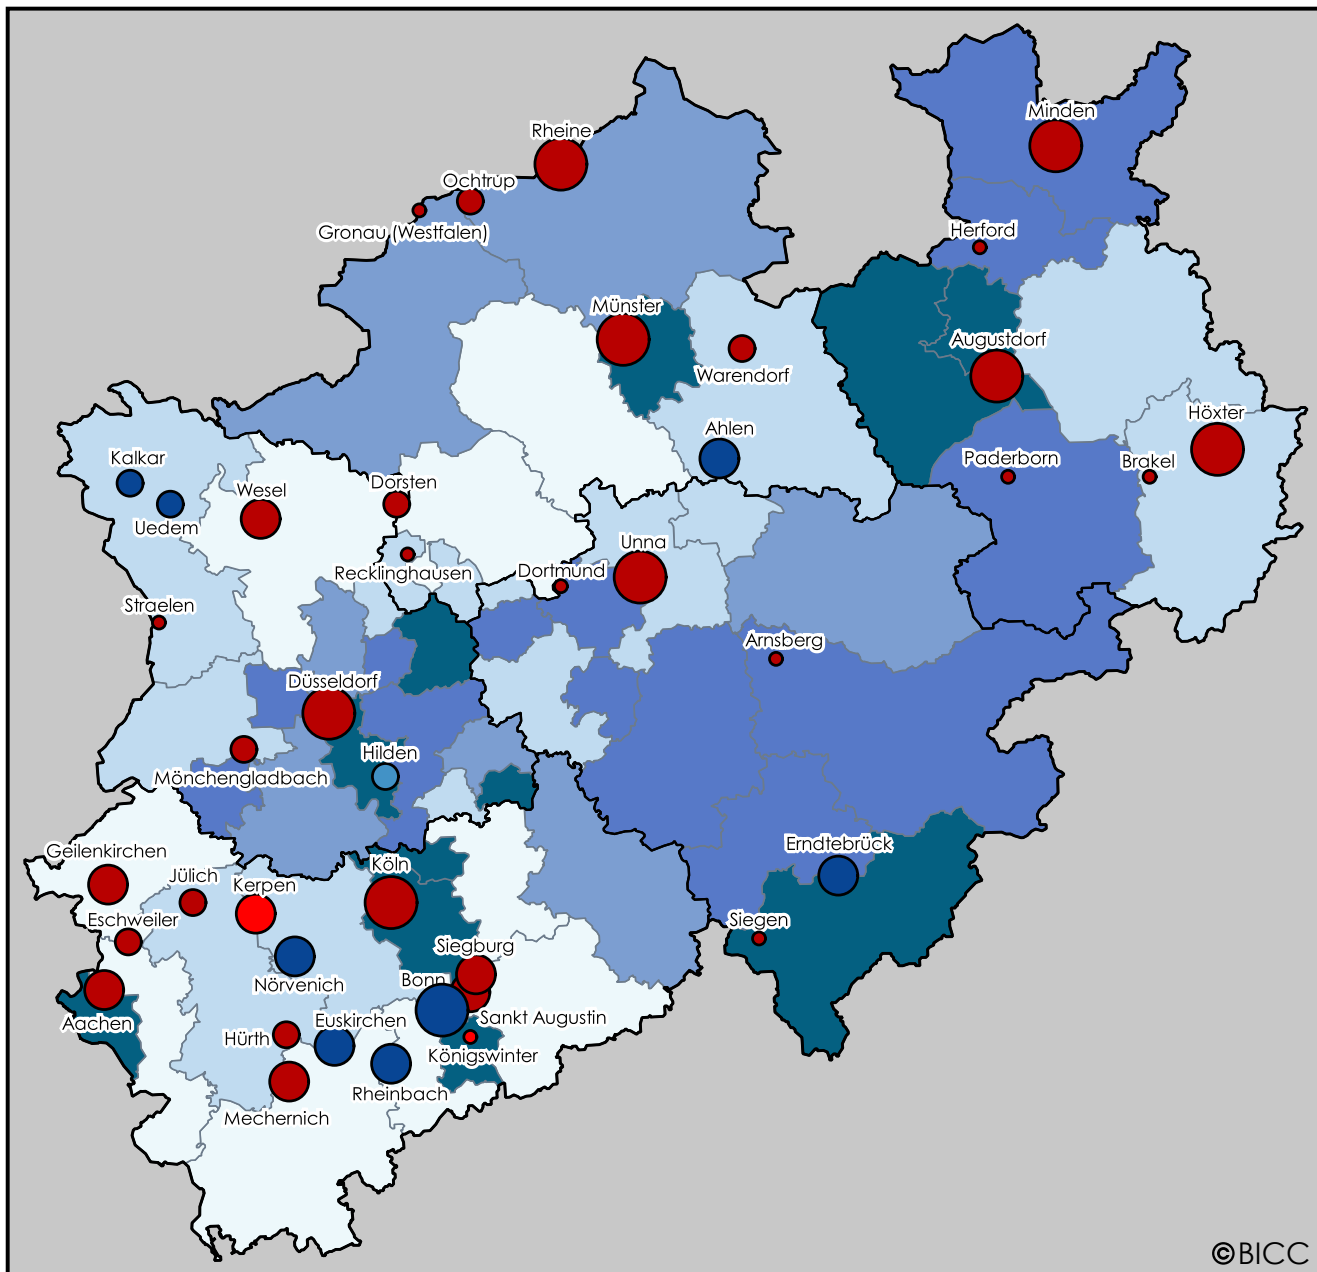 Minden
Rheine
Ochtrup
Gronau (Westfalen)
Herford
Münster
Augustdorf
Warendorf
Höxter
Ahlen
Kalkar
Paderborn
Brakel
Wesel
Dorsten
Uedem
Unna
Recklinghausen
Dortmund
Straelen
Arnsberg
Düsseldorf
Hilden
Mönchengladbach
Erndtebrück
Geilenkirchen
Köln
Jülich
Kerpen
Eschweiler
Siegen
Siegburg
Nörvenich
Bonn
Aachen
Euskirchen
Sankt Augustin
Hürth
Königswinter
Rheinbach
Mechernich
©BICC